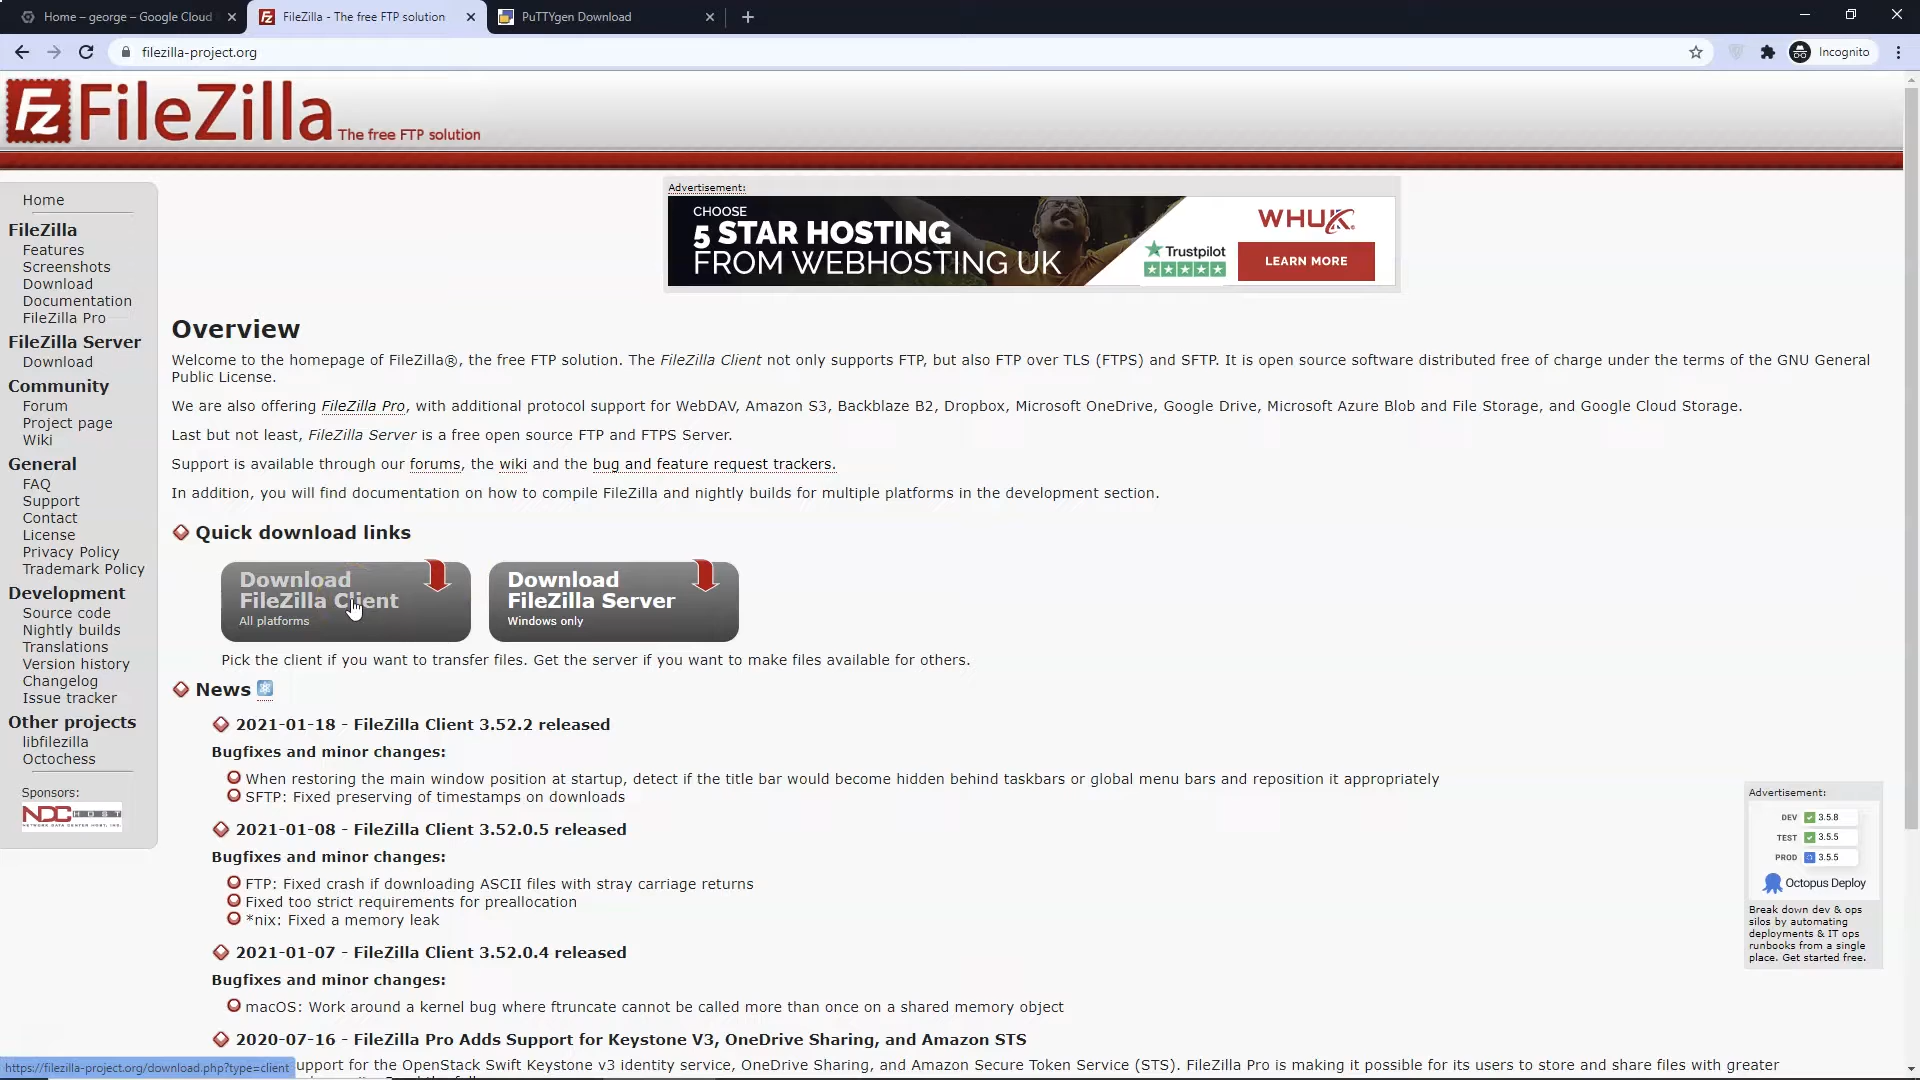 Home – george – Google Cloud
FileZilla - The free FTP solution
PuTTYgen Download
filezilla-project.org
Incognito
FileZilla The free FTP solution
Home
FileZilla
Features
Screenshots
Download
Documentation
FileZilla Pro
FileZilla Server
Download
Community
Forum
Project page
Wiki
General
FAQ
Support
Contact
License
Privacy Policy
Trademark Policy
Development
Source code
Nightly builds
Translations
Version history
Changelog
Issue tracker
Other projects
libfilezilla
Octochess
Sponsors:
NDC HOST
Advertisement:
CHOOSE
5 STAR HOSTING
FROM WEBHOSTING UK
Trustpilot
WHUK
LEARN MORE
Overview
Welcome to the homepage of FileZilla®, the free FTP solution. The FileZilla Client not only supports FTP, but also FTP over TLS (FTPS) and SFTP. It is open source software distributed free of charge under the terms of the GNU General
Public License.
We are also offering FileZilla Pro, with additional protocol support for WebDAV, Amazon S3, Backblaze B2, Dropbox, Microsoft OneDrive, Google Drive, Microsoft Azure Blob and File Storage, and Google Cloud Storage.
Last but not least, FileZilla Server is a free open source FTP and FTPS Server.
Support is available through our forums, the wiki and the bug and feature request trackers.
In addition, you will find documentation on how to compile FileZilla and nightly builds for multiple platforms in the development section.
Quick download links
Download
FileZilla Client
All platforms
Download
FileZilla Server
Windows only
Pick the client if you want to transfer files. Get the server if you want to make files available for others.
News
2021-01-18 - FileZilla Client 3.52.2 released
Bugfixes and minor changes:
When restoring the main window position at startup, detect if the title bar would become hidden behind taskbars or global menu bars and reposition it appropriately
SFTP: Fixed preserving of timestamps on downloads
2021-01-08 - FileZilla Client 3.52.0.5 released
Bugfixes and minor changes:
FTP: Fixed crash if downloading ASCII files with stray carriage returns
Fixed too strict requirements for preallocation
*nix: Fixed a memory leak
2021-01-07 - FileZilla Client 3.52.0.4 released
Bugfixes and minor changes:
macOS: Work around a kernel bug where ftruncate cannot be called more than once on a shared memory object
2020-07-16 - FileZilla Pro Adds Support for Keystone V3, OneDrive Sharing, and Amazon STS
upport for the OpenStack Swift Keystone v3 identity service, OneDrive Sharing, and Amazon Secure Token Service (STS). FileZilla Pro is making it possible for its users to store and share files with greater
Advertisement:
DEV 3.5.8
TEST 3.5.5
PROD 3.5.5
Octopus Deploy
Break down dev & ops
silos by automating
deployments & IT ops
runbooks from a single
place. Get started free.
https://filezilla-project.org/download.php?type=client